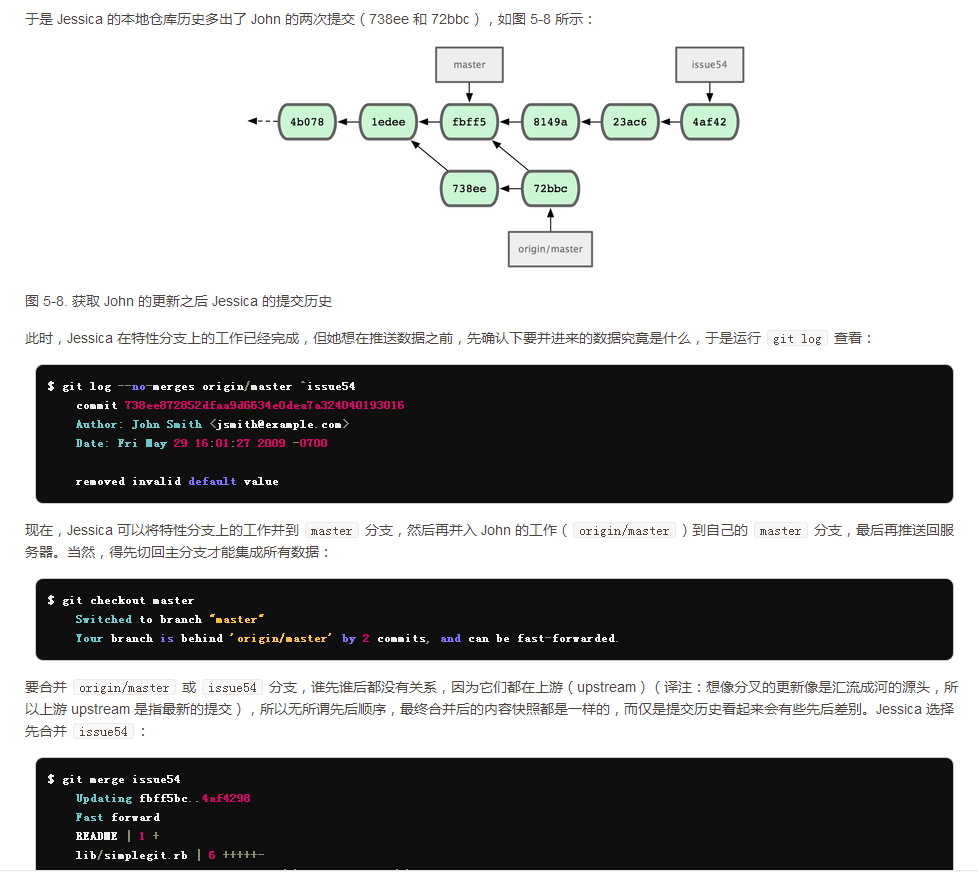 于是 Jessica 的本地仓库历史多出了 John 的两次提交（738ee 和 72bbc），如图 5-8 所示：
master
issue54
4b078
1edee
fbff5
8149a
23ac6
4af42
738ee
72bbc
origin/master
图 5-8. 获取 John 的更新之后 Jessica 的提交历史
此时，Jessica 在特性分支上的工作已经完成，但她想在推送数据之前，先确认下要并进来的数据究竟是什么，于是运行 git log 查看：
$ git log --no-merges origin/master ^issue54
commit 738ee872852dfaa9d6634e0dea7a324040193016
Author: John Smith <jsmith@example.com>
Date: Fri May 29 16:01:27 2009 -0700
removed invalid default value
现在，Jessica 可以将特性分支上的工作并到 master 分支，然后再并入 John 的工作（ origin/master ）到自己的 master 分支，最后再推送回服
务器。当然，得先切回主分支才能集成所有数据：
$ git checkout master
Switched to branch "master"
Your branch is behind 'origin/master' by 2 commits, and can be fast-forwarded.
要合并 origin/master 或 issue54 分支，谁先谁后都没有关系，因为它们都在上游（upstream）（译注：想像分叉的更新像是汇流成河的源头，所
以上游 upstream 是指最新的提交），所以无所谓先后顺序，最终合并后的内容快照都是一样的，而仅是提交历史看起来会有些先后差别。Jessica 选择
先合并 issue54 ：
$ git merge issue54
Updating fbff5bc..4af4298
Fast forward
README | 1 +
lib/simplegit.rb | 6 +++++-